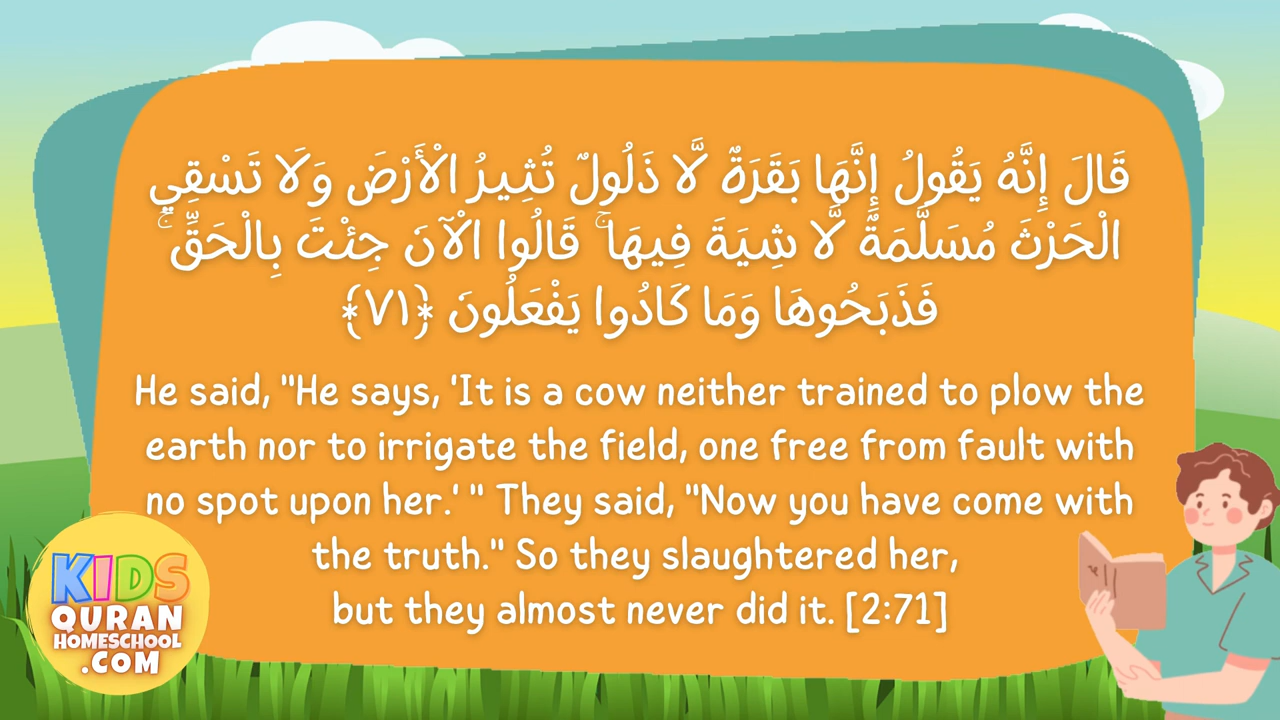 قَالَ إِنَّهُ يَقُولُ إِنَّهَا بَقَرَةٌ لَّا ذَلُولٌ تُثِيرُ الْأَرْضَ وَلَا تَسْقِي
الْحَرْثَ مُسَلَّمَةٌ لَّا شِيَةَ فِيهَا ۚ قَالُوا الْآنَ جِئْتَ بِالْحَقِّ ۚ
فَذَبَحُوهَا وَمَا كَادُوا يَفْعَلُونَ ﴿٧١﴾
He said, "He says, 'It is a cow neither trained to plow the
earth nor to irrigate the field, one free from fault with
no spot upon her.' " They said, "Now you have come with
the truth." So they slaughtered her,
but they almost never did it. [2:71]
KIDS
QURAN
HOMESCHOOL
.COM